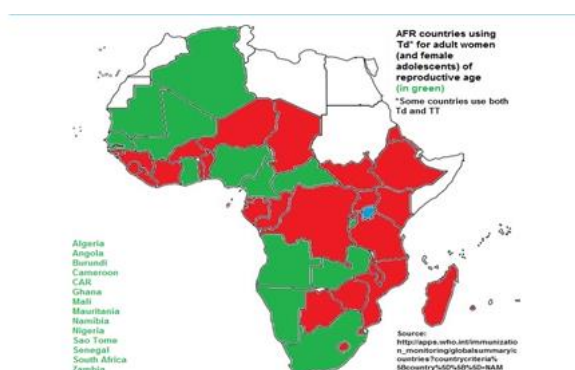 AFR countries using
Td* for adult women
(and female
adolescents) of
reproductive age
(in green)
*Some countries use both
Td and TT
Algeria
Angola
Burundi
Cameroon
CAR
Ghana
Mali
Mauritania
Namibia
Nigeria
Sao Tome
Senegal
South Africa
Zambia
Source:
http://apps.who.int/immunizatio
n_monitoring/globalsummary/c
ountries?countrycriteria%
5Bcountry%5D%5B%5D=NAM